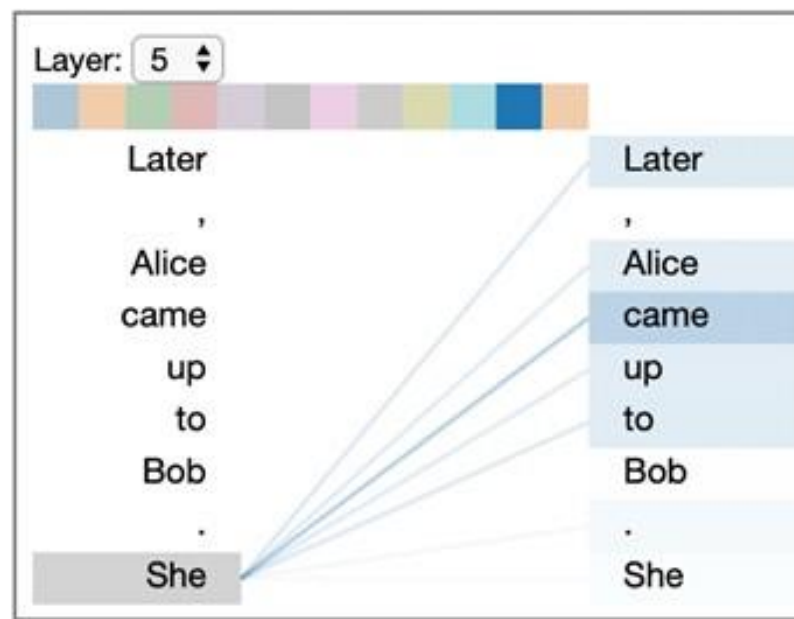 Layer: 5
Later Later
, ,
Alice Alice
came came
up up
to to
Bob Bob
. .
She She